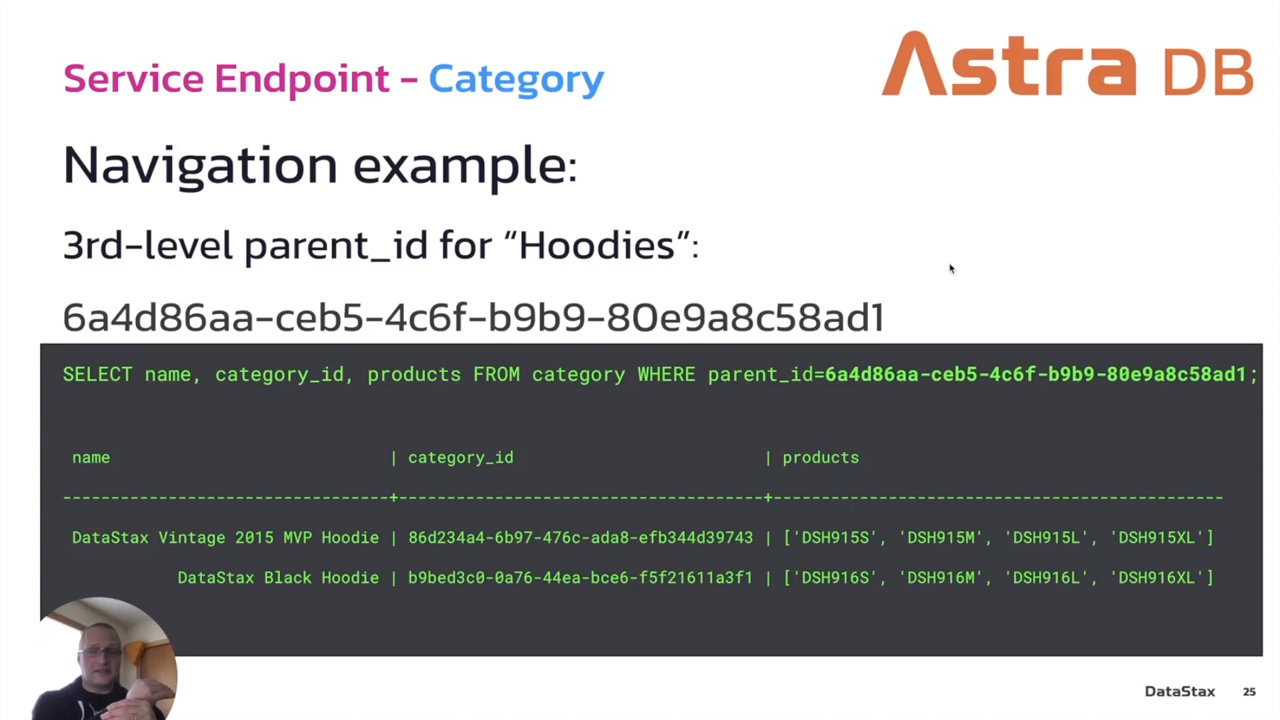 Service Endpoint - Category
Astra DB
Navigation example:
3rd-level parent_id for “Hoodies”:
6a4d86aa-ceb5-4c6f-b9b9-80e9a8c58ad1
SELECT name, category_id, products FROM category WHERE parent_id=6a4d86aa-ceb5-4c6f-b9b9-80e9a8c58ad1;
name | category_id | products
--------------------------------+-------------------------------------+-----------------------------------------------
DataStax Vintage 2015 MVP Hoodie | 86d234a4-6b97-476c-ada8-efb344d39743 | ['DSH915S', 'DSH915M', 'DSH915L', 'DSH915XL']
DataStax Black Hoodie | b9bed3c0-0a76-44ea-bce6-f5f21611a3f1 | ['DSH916S', 'DSH916M', 'DSH916L', 'DSH916XL']
DataStax 25